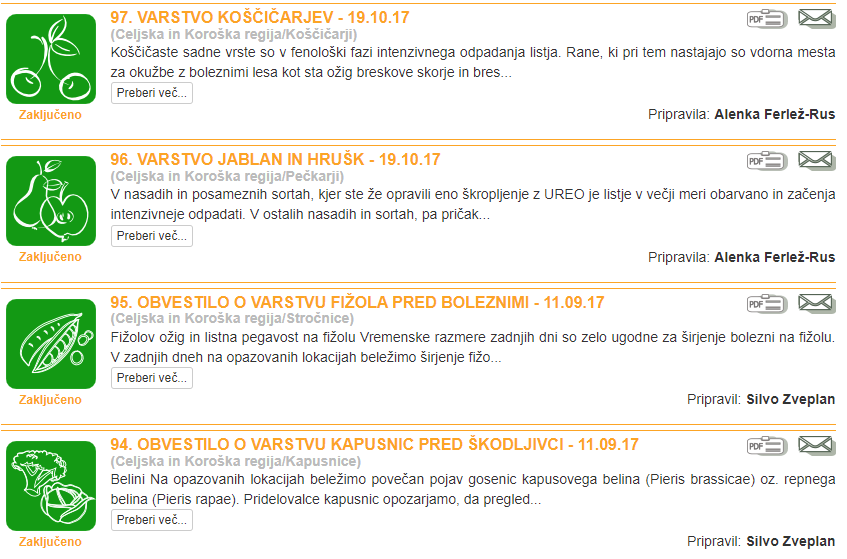 97. VARSTVO KOŠČIČARJEV - 19.10.17
PDF
(Celjska in Koroška regija/Koščičarji)
Koščičaste sadne vrste so v fenološki fazi intenzivnega odpadanja listja. Rane, ki pri tem nastajajo so vdorna mesta
za okužbe z boleznimi lesa kot sta ožig breskove skorje in bres...
Preberi več...
Zaključeno
Pripravila: Alenka Ferlež-Rus
96. VARSTVO JABLAN IN HRUŠK - 19.10.17
PDF
(Celjska in Koroška regija/Pečkarji)
V nasadih in posameznih sortah, kjer ste že opravili eno škropljenje z UREO je listje v večji meri obarvano in začenja
intenzivneje odpadati. V ostalih nasadih in sortah, pa pričak...
Preberi več...
Zaključeno
Pripravila: Alenka Ferlež-Rus
95. OBVESTILO O VARSTVU FIŽOLA PRED BOLEZNIMI - 11.09.17
PDF
(Celjska in Koroška regija/Stročnice)
Fižolov ožig in listna pegavost na fižolu Vremenske razmere zadnjih dni so zelo ugodne za širjenje bolezni na fižolu.
V zadnjih dneh na opazovanih lokacijah beležimo širjenje fižo...
Preberi več...
Zaključeno
Pripravil: Silvo Zveplan
94. OBVESTILO O VARSTVU KAPUSNIC PRED ŠKODLJIVCI - 11.09.17
PDF
(Celjska in Koroška regija/Kapusnice)
Belini Na opazovanih lokacijah beležimo povečan pojav gosenic kapusovega belina (Pieris brassicae) oz. repnega
belina (Pieris rapae). Pridelovalce kapusnic opozarjamo, da pregled...
Preberi več...
Zaključeno
Pripravil: Silvo Zveplan